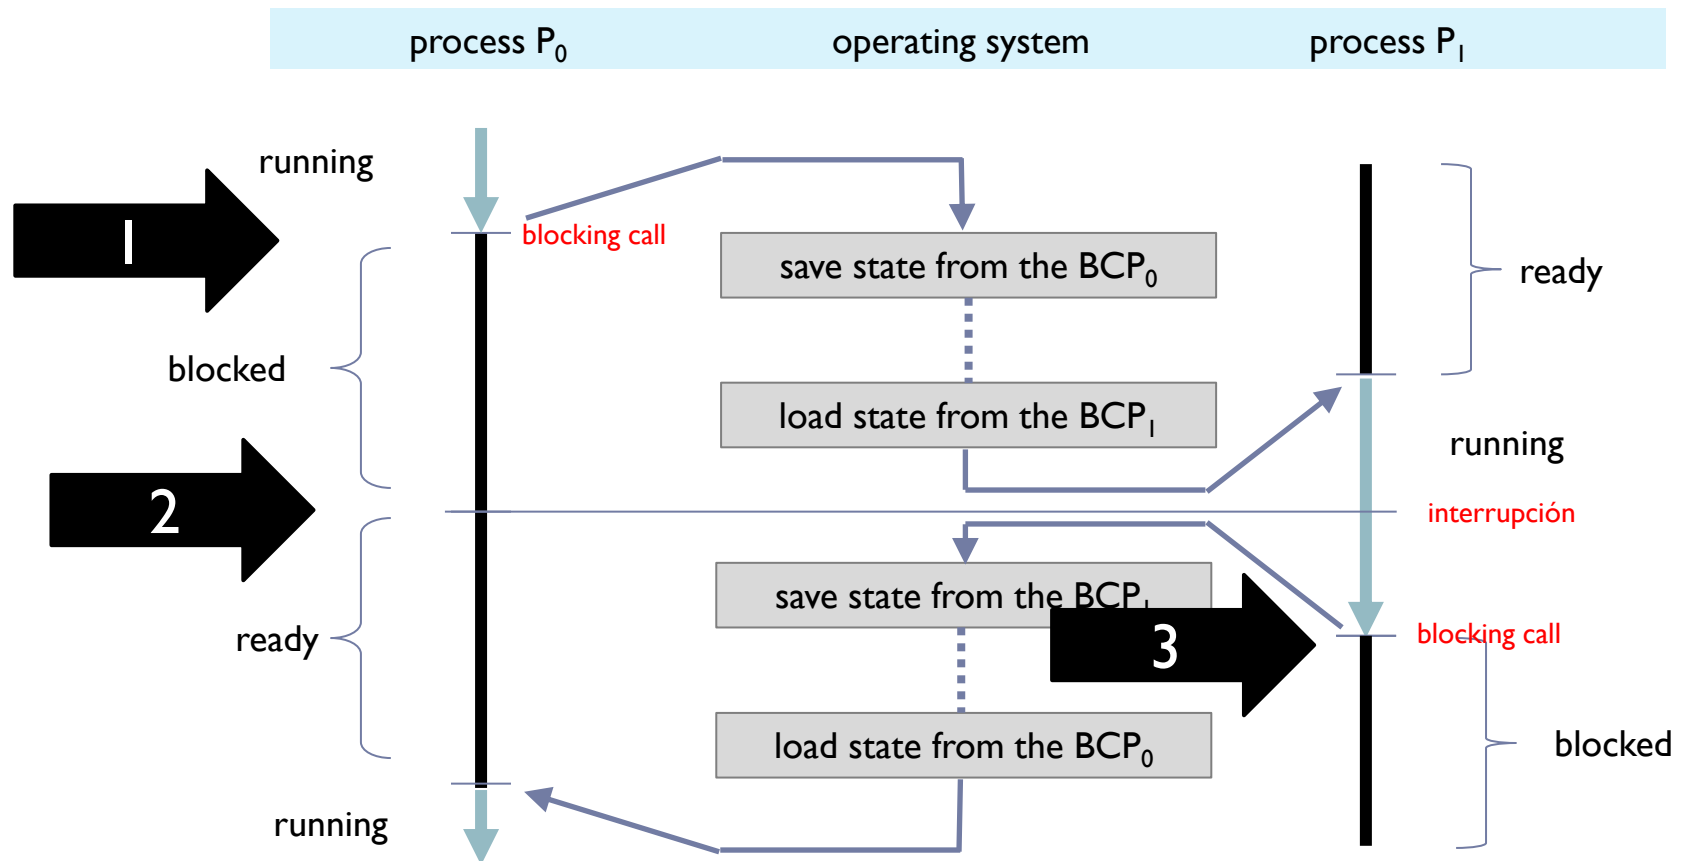 process P₀ operating system process P₁
running
1
blocking call
save state from the BCP₀
ready
blocked
load state from the BCP₁
running
2
interrupción
save state from the BCP₁
ready
3
blocking call
load state from the BCP₀
blocked
running